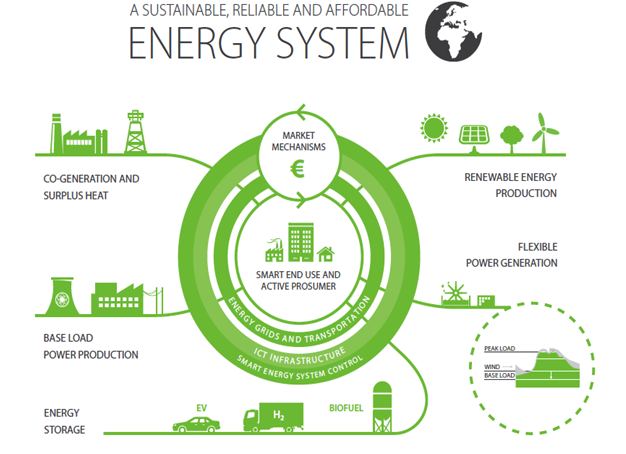 A SUSTAINABLE, RELIABLE AND AFFORDABLE
ENERGY SYSTEM
MARKET
MECHANISMS
€
CO-GENERATION AND
SURPLUS HEAT
RENEWABLE ENERGY
PRODUCTION
SMART END USE AND
ACTIVE PROSUMER
FLEXIBLE
POWER GENERATION
BASE LOAD
POWER PRODUCTION
ENERGY GRIDS AND TRANSPORTATION
ICT INFRASTRUCTURE
SMART ENERGY SYSTEM CONTROL
PEAK LOAD
WIND
BASE LOAD
ENERGY
STORAGE
EV
H2
BIOFUEL